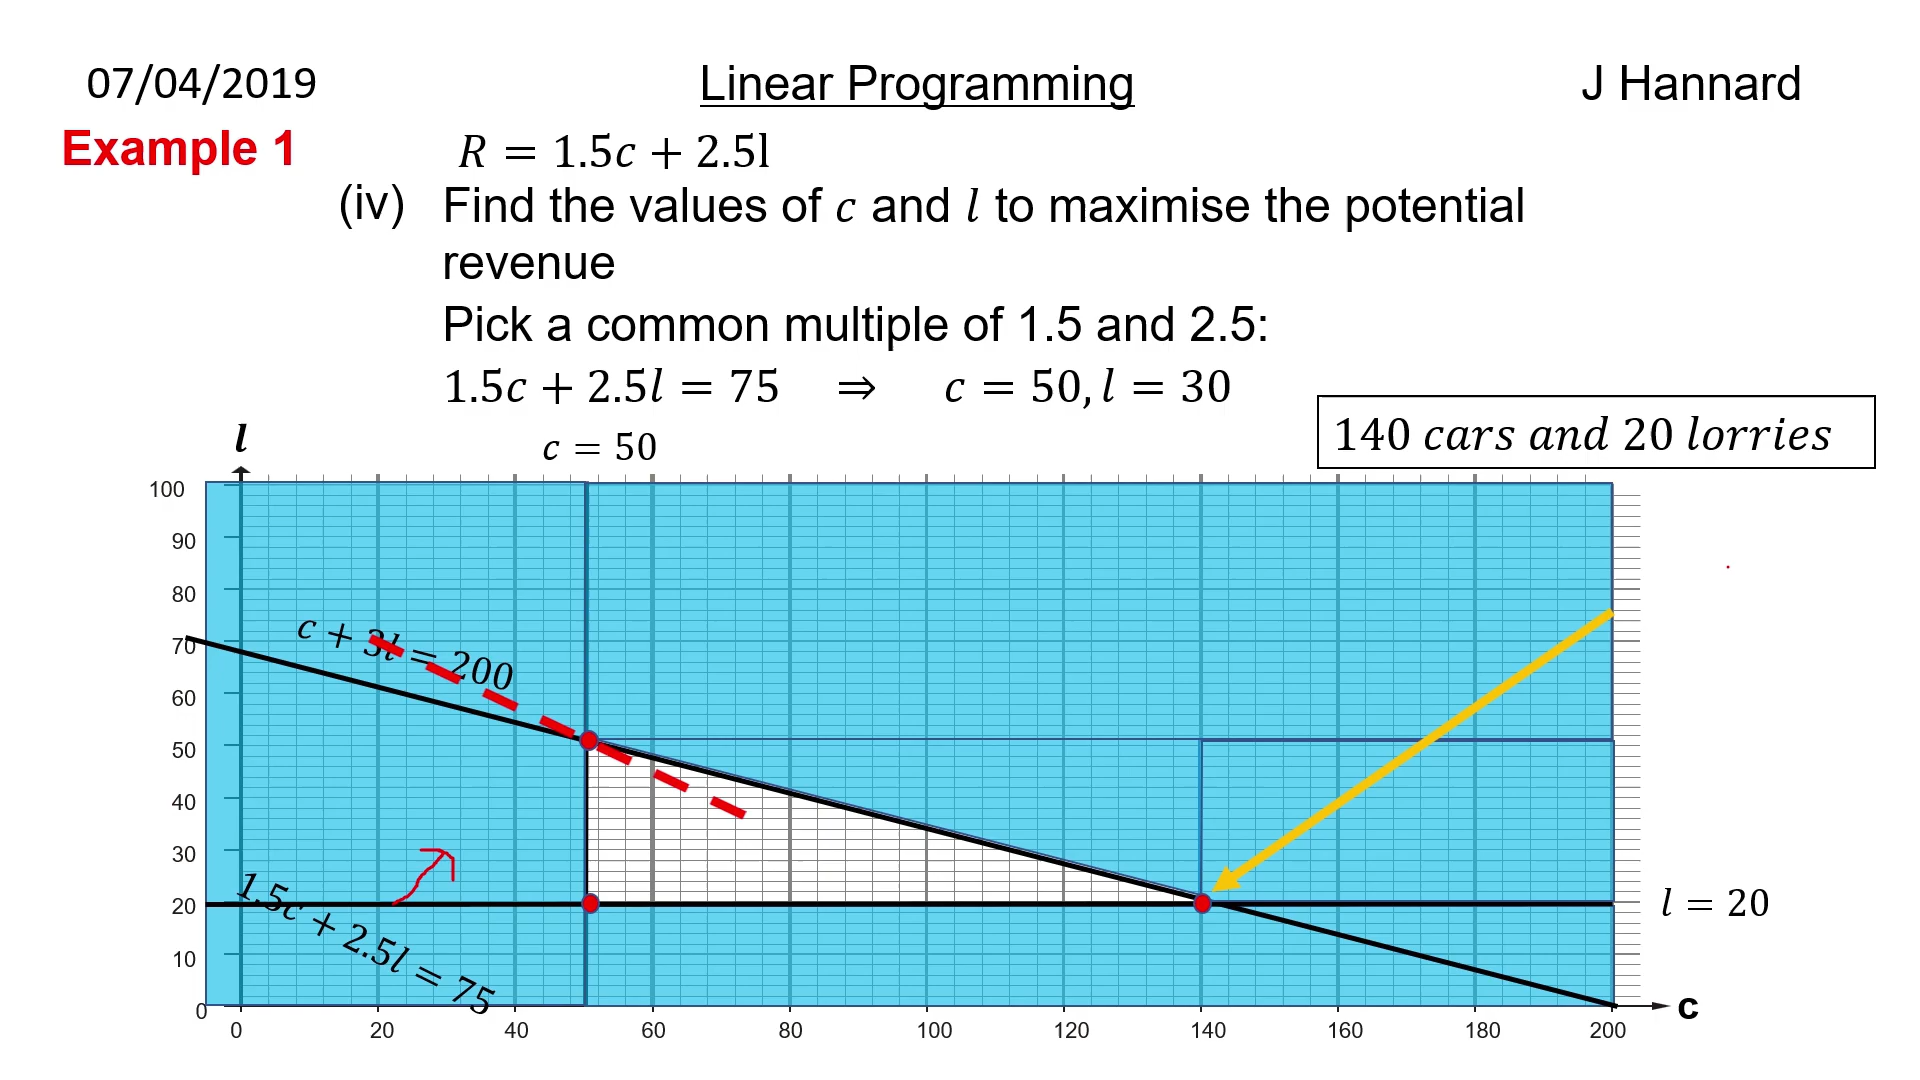 07/04/2019 Linear Programming J Hannard
Example 1 R = 1.5c + 2.5l
(iv) Find the values of c and l to maximise the potential
revenue
Pick a common multiple of 1.5 and 2.5:
1.5c + 2.5l = 75 ⇒ c = 50, l = 30
140 cars and 20 lorries
l
c = 50
100
90
80
70
60
50
40
30
20
10
0
c + 3l = 200
1.5c + 2.5l = 75
l = 20
0 20 40 60 80 100 120 140 160 180 200
c